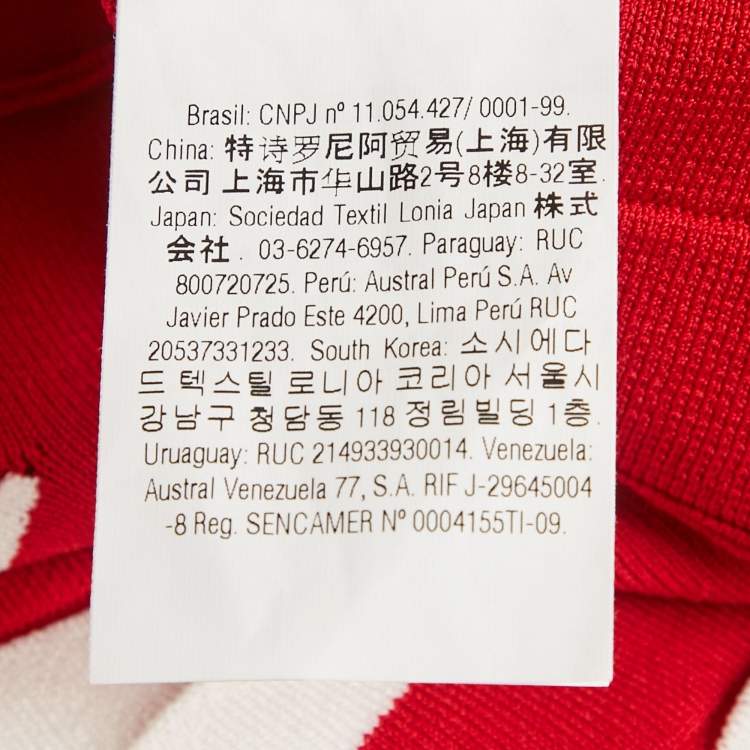 Brasil: CNPJ nº 11.054.427/ 0001-99.
China: 特诗罗尼阿贸易(上海)有限
公司 上海市华山路2号8楼8-32室.
Japan: Sociedad Textil Lonia Japan 株式
会社 . 03-6274-6957. Paraguay: RUC
800720725. Perú: Austral Perú S.A. Av
Javier Prado Este 4200, Lima Perú RUC
20537331233. South Korea: 소시에다
드 텍스틸 로니아 코리아 서울시
강남구 청담동 118 정림빌딩 1층.
Uruaguay: RUC 214933930014. Venezuela:
Austral Venezuela 77, S.A. RIF J-29645004
-8 Reg. SENCAMER Nº 0004155TI-09.